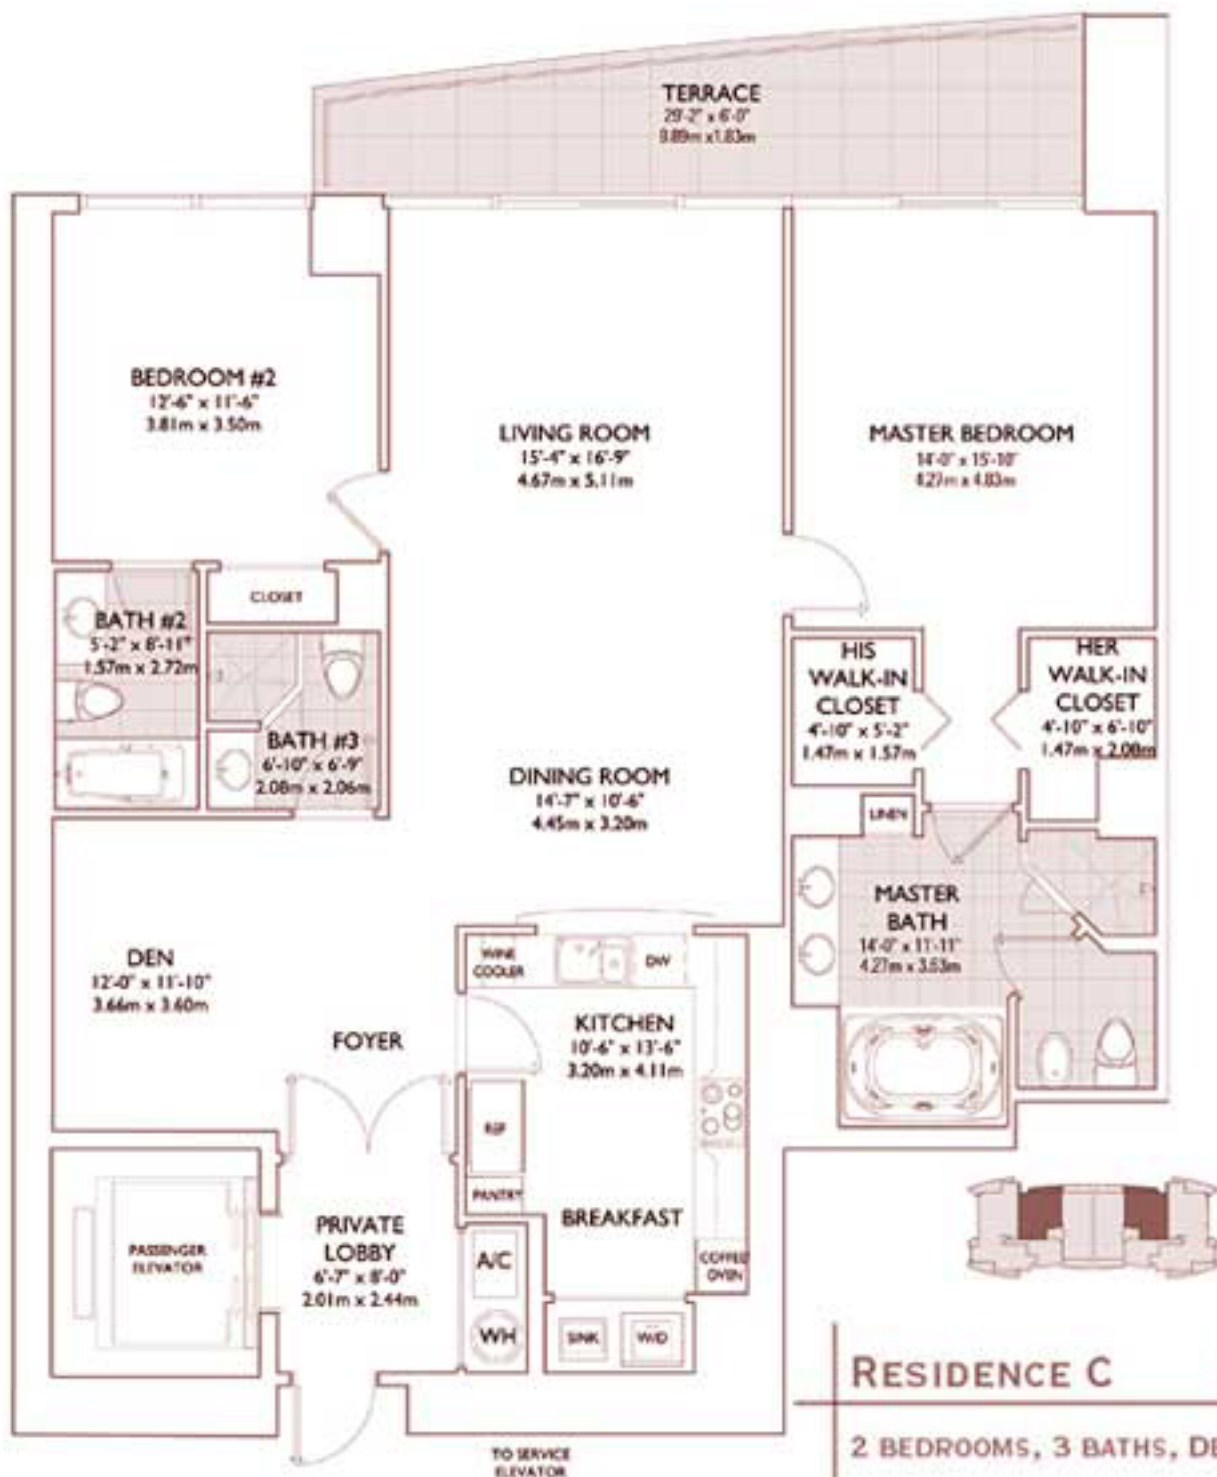 TERRACE
29'-2" x 6'-0"
8.89m x1.83m
BEDROOM #2
12'-6" x 11'-6"
3.81m x 3.50m
LIVING ROOM
15'-4" x 16'-9"
4.67m x 5.11m
MASTER BEDROOM
14'-0" x 15'-10"
4.27m x 4.83m
CLOSET
BATH #2
5'-2" x 8'-11"
1.57m x 2.72m
BATH #3
6'-10" x 6'-9"
2.08m x 2.06m
HIS
WALK-IN
CLOSET
4'-10" x 5'-2"
1.47m x 1.57m
HER
WALK-IN
CLOSET
4'-10" x 6'-10"
1.47m x 2.08m
DINING ROOM
14'-7" x 10'-6"
4.45m x 3.20m
LINEN
MASTER
BATH
14'-0" x 11'-11"
4.27m x 3.63m
DEN
12'-0" x 11'-10"
3.66m x 3.60m
WINE
COOLER
DW
KITCHEN
10'-6" x 13'-6"
3.20m x 4.11m
FOYER
REF
PANTRY
BREAKFAST
COFFEE
OVEN
PASSENGER
ELEVATOR
PRIVATE
LOBBY
6'-7" x 8'-0"
2.01m x 2.44m
A/C
WH
SINK
W/D
TO SERVICE
ELEVATOR
RESIDENCE C
2 BEDROOMS, 3 BATHS, DE